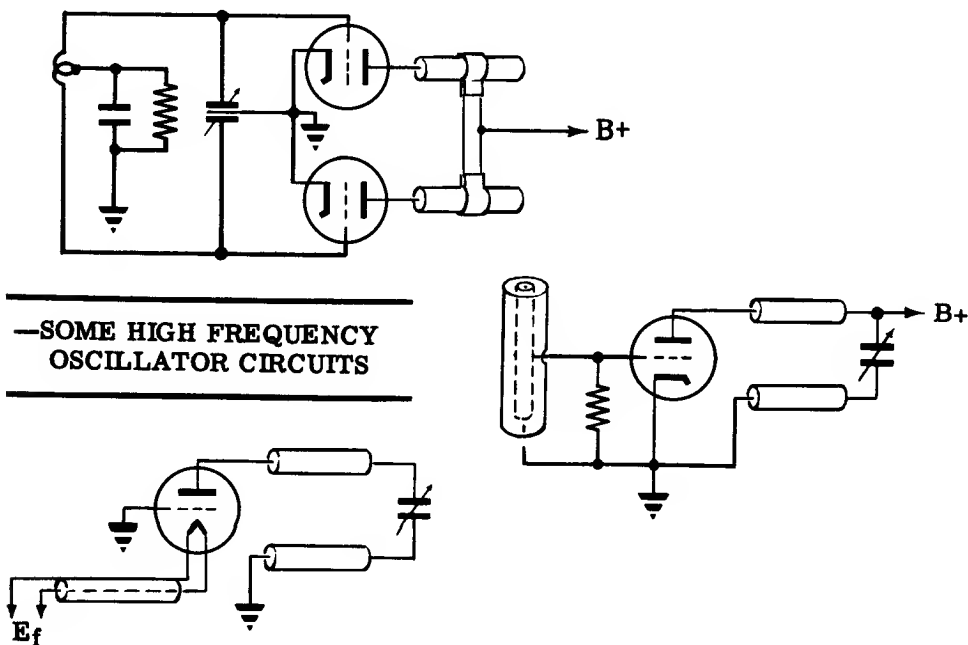 B+
—SOME HIGH FREQUENCY
OSCILLATOR CIRCUITS
B+
Ef